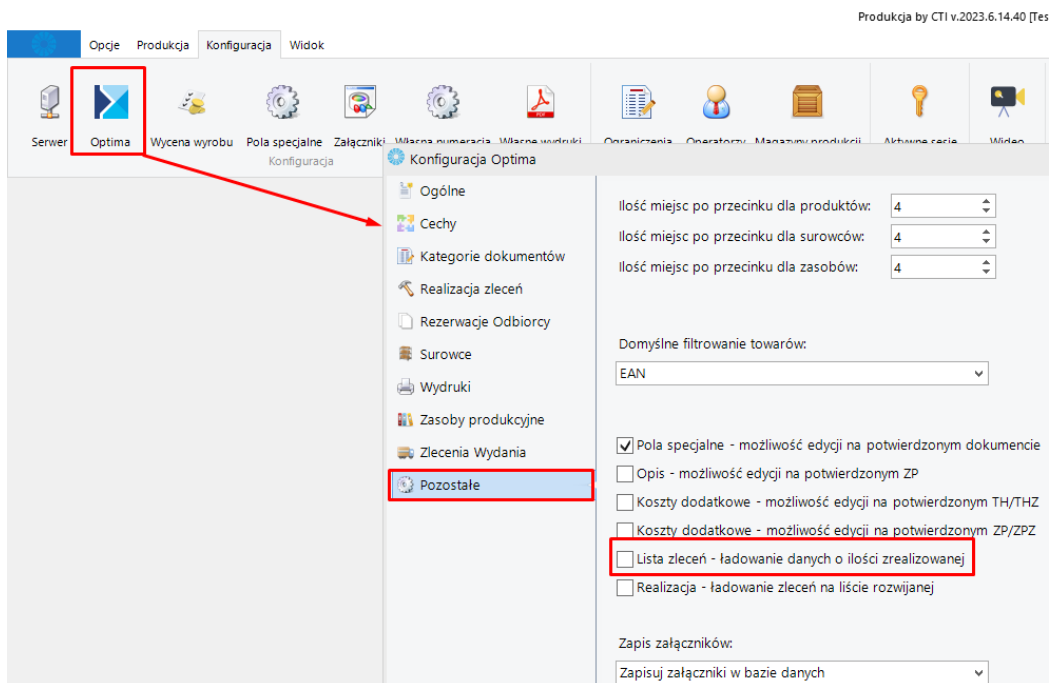 Produkcja by CTI v.2023.6.14.40 [Tes
Opcje Produkcja Konfiguracja Widok
Serwer Optima Wycena wyrobu Pola specjalne Załączniki Własna numeracja Własne wydruki Ograniczenia Operatorzy Magazyny produkcji Aktywne sesje Wideo
Konfiguracja
Konfiguracja Optima
Ogólne
Cechy
Kategorie dokumentów
Realizacja zleceń
Rezerwacje Odbiorcy
Surowce
Wydruki
Zasoby produkcyjne
Zlecenia Wydania
Pozostałe
Ilość miejsc po przecinku dla produktów: 4
Ilość miejsc po przecinku dla surowców: 4
Ilość miejsc po przecinku dla zasobów: 4
Domyślne filtrowanie towarów:
EAN
Pola specjalne - możliwość edycji na potwierdzonym dokumencie
Opis - możliwość edycji na potwierdzonym ZP
Koszty dodatkowe - możliwość edycji na potwierdzonym TH/THZ
Koszty dodatkowe - możliwość edycji na potwierdzonym ZP/ZPZ
Lista zleceń - ładowanie danych o ilości zrealizowanej
Realizacja - ładowanie zleceń na liście rozwijanej
Zapis załączników:
Zapisuj załączniki w bazie danych